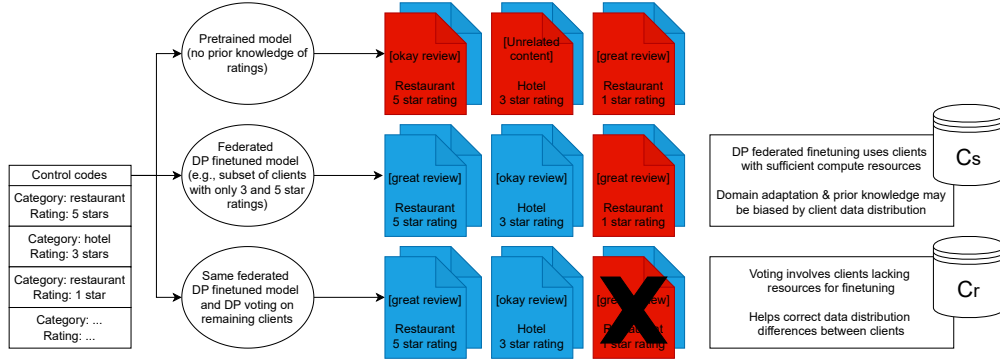 Control codes
Category: restaurant
Rating: 5 stars
Category: hotel
Rating: 3 stars
Category: restaurant
Rating: 1 star
Category: ...
Rating: ...
Pretrained model
(no prior knowledge of
ratings)
[okay review]
Restaurant
5 star rating
[Unrelated
content]
Hotel
3 star rating
[great review]
Restaurant
1 star rating
Federated
DP finetuned model
(e.g., subset of clients
with only 3 and 5 star
ratings)
[great review]
Restaurant
5 star rating
[okay review]
Hotel
3 star rating
[great review]
Restaurant
1 star rating
DP federated finetuning uses clients
with sufficient compute resources
Domain adaptation & prior knowledge may
be biased by client data distribution
Cs
Same federated
DP finetuned model
and DP voting on
remaining clients
[great review]
Restaurant
5 star rating
[okay review]
Hotel
3 star rating
X
Voting involves clients lacking
resources for finetuning
Helps correct data distribution
differences between clients
Cr